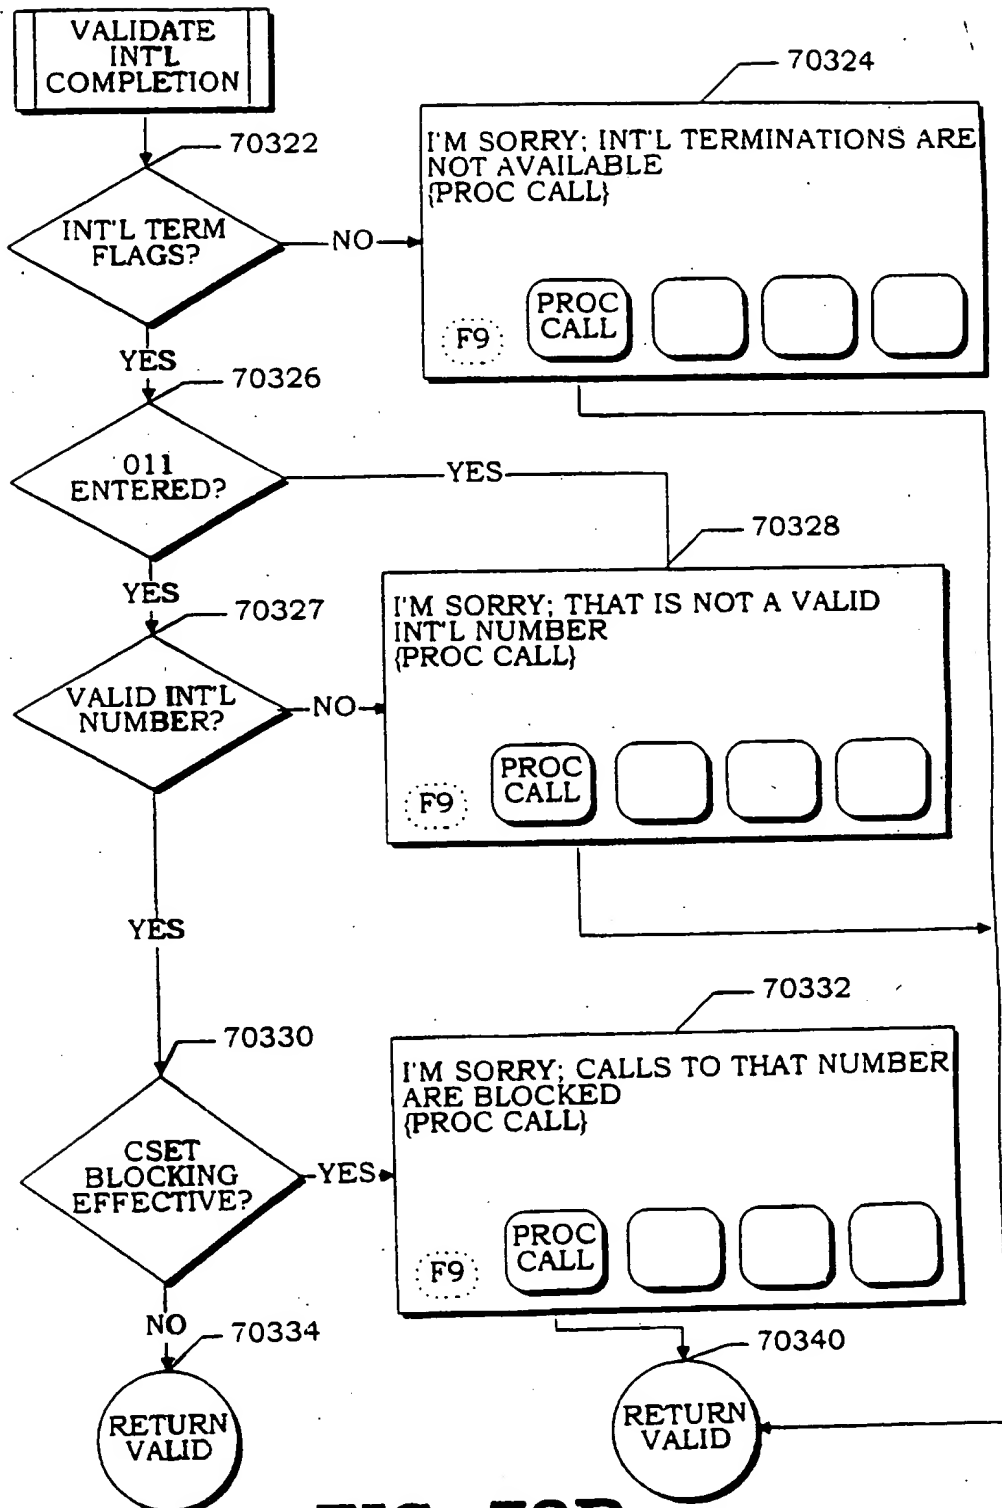 VALIDATE
INT'L
COMPLETION
70322
INT'L TERM
FLAGS?
NO
70324
I'M SORRY; INT'L TERMINATIONS ARE
NOT AVAILABLE
{PROC CALL}
F9
PROC
CALL
YES
70326
011
ENTERED?
YES
YES
70327
70328
I'M SORRY; THAT IS NOT A VALID
INT'L NUMBER
{PROC CALL}
F9
PROC
CALL
VALID INT'L
NUMBER?
NO
YES
70330
CSET
BLOCKING
EFFECTIVE?
YES
70332
I'M SORRY; CALLS TO THAT NUMBER
ARE BLOCKED
{PROC CALL}
F9
PROC
CALL
NO
70334
RETURN
VALID
70340
RETURN
VALID